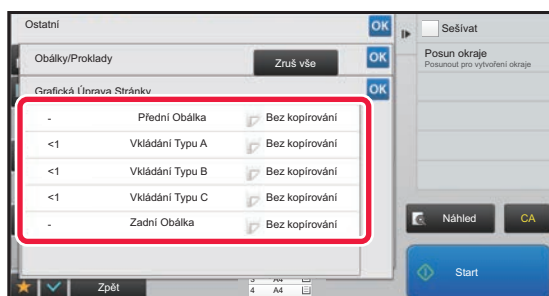 Ostatní
OK
Obálky/Proklady
Zruš vše
OK
Grafická Úprava Stránky
OK
- Přední Obálka Bez kopírování
<1 Vkládání Typu A Bez kopírování
<1 Vkládání Typu B Bez kopírování
<1 Vkládání Typu C Bez kopírování
- Zadní Obálka Bez kopírování
Zpět
3 A4
4 A4
Sešívat
Posun okraje
Posunout pro vytvoření okraje
Náhled
CA
Start